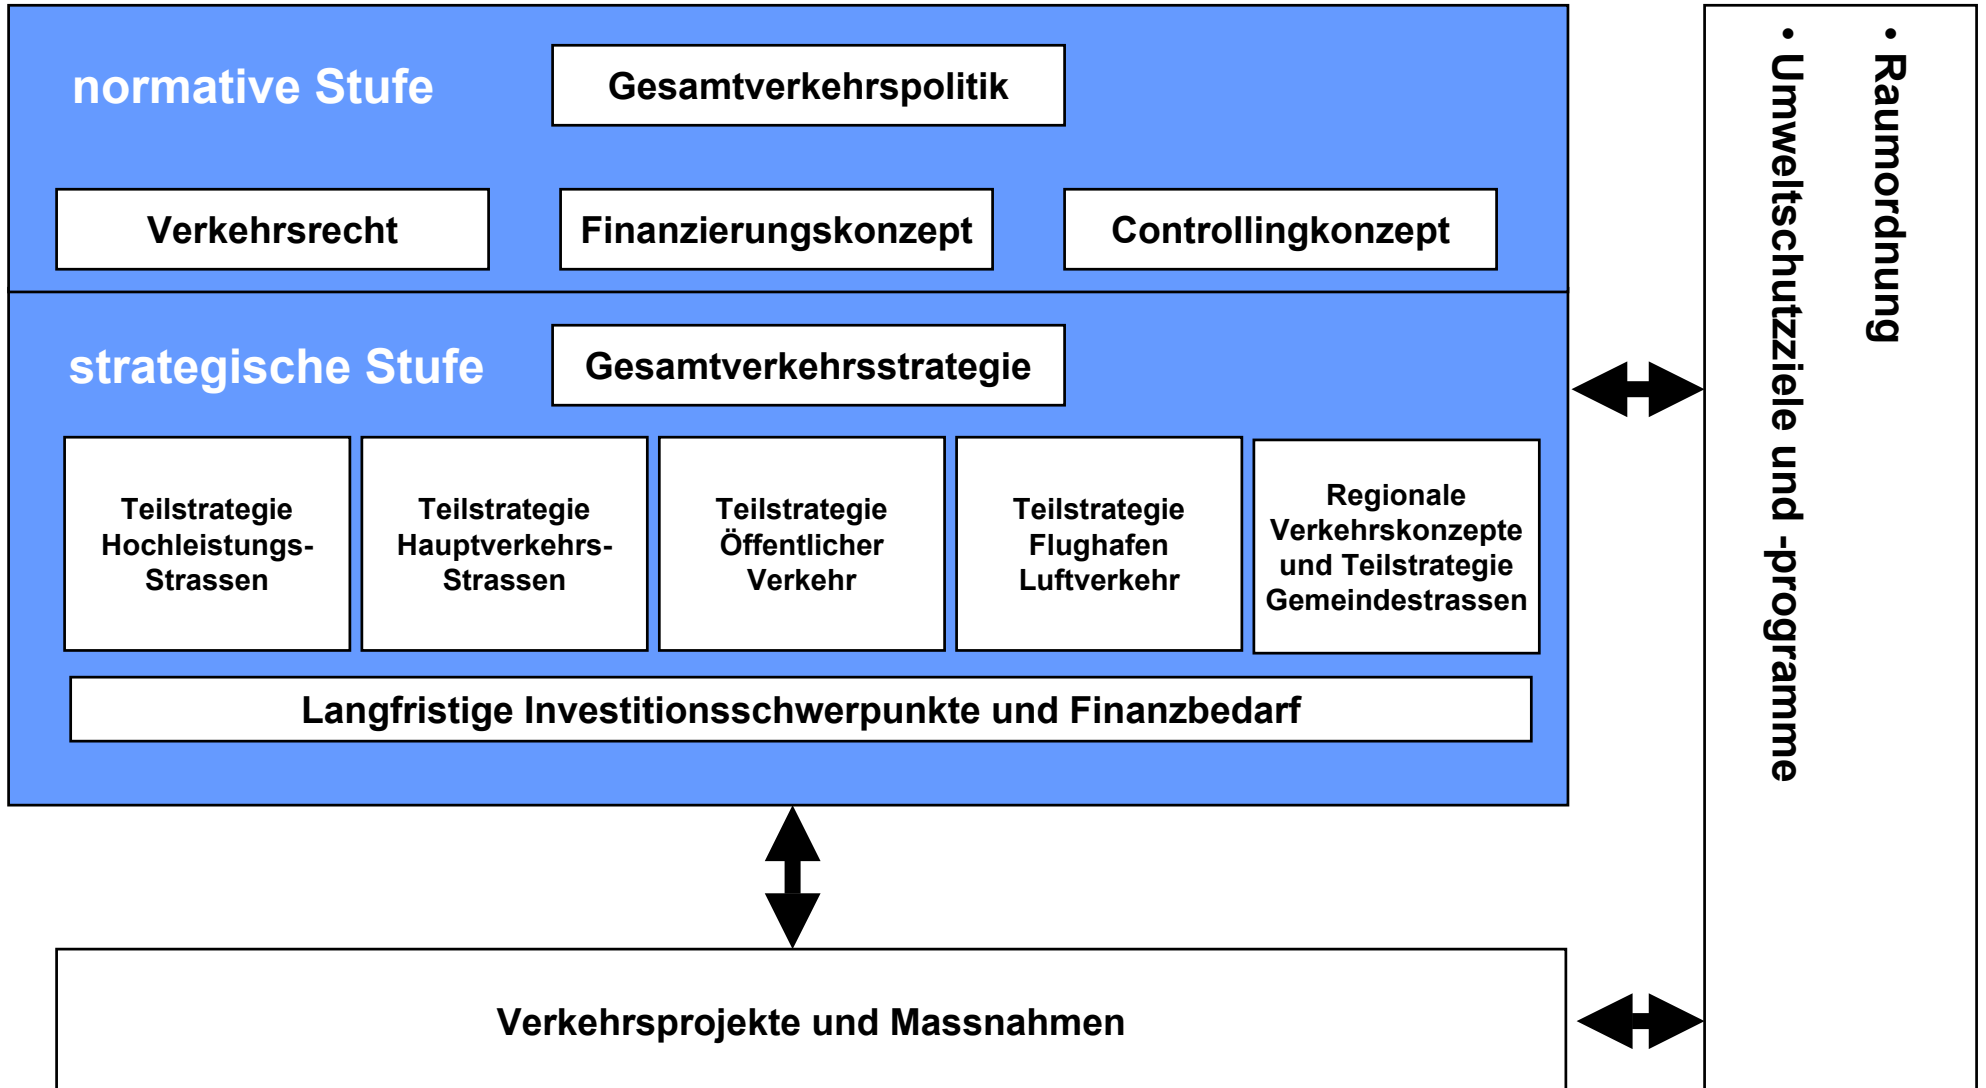 normative Stufe
Gesamtverkehrspolitik
Verkehrsrecht
Finanzierungskonzept
Controllingkonzept
strategische Stufe
Gesamtverkehrsstrategie
Teilstrategie
Hochleistungs-
Strassen
Teilstrategie
Hauptverkehrs-
Strassen
Teilstrategie
Öffentlicher
Verkehr
Teilstrategie
Flughafen
Luftverkehr
Regionale
Verkehrskonzepte
und Teilstrategie
Gemeindestrassen
Langfristige Investitionsschwerpunkte und Finanzbedarf
Verkehrsprojekte und Massnahmen
• Raumordnung
• Umweltschutzziele und -programme